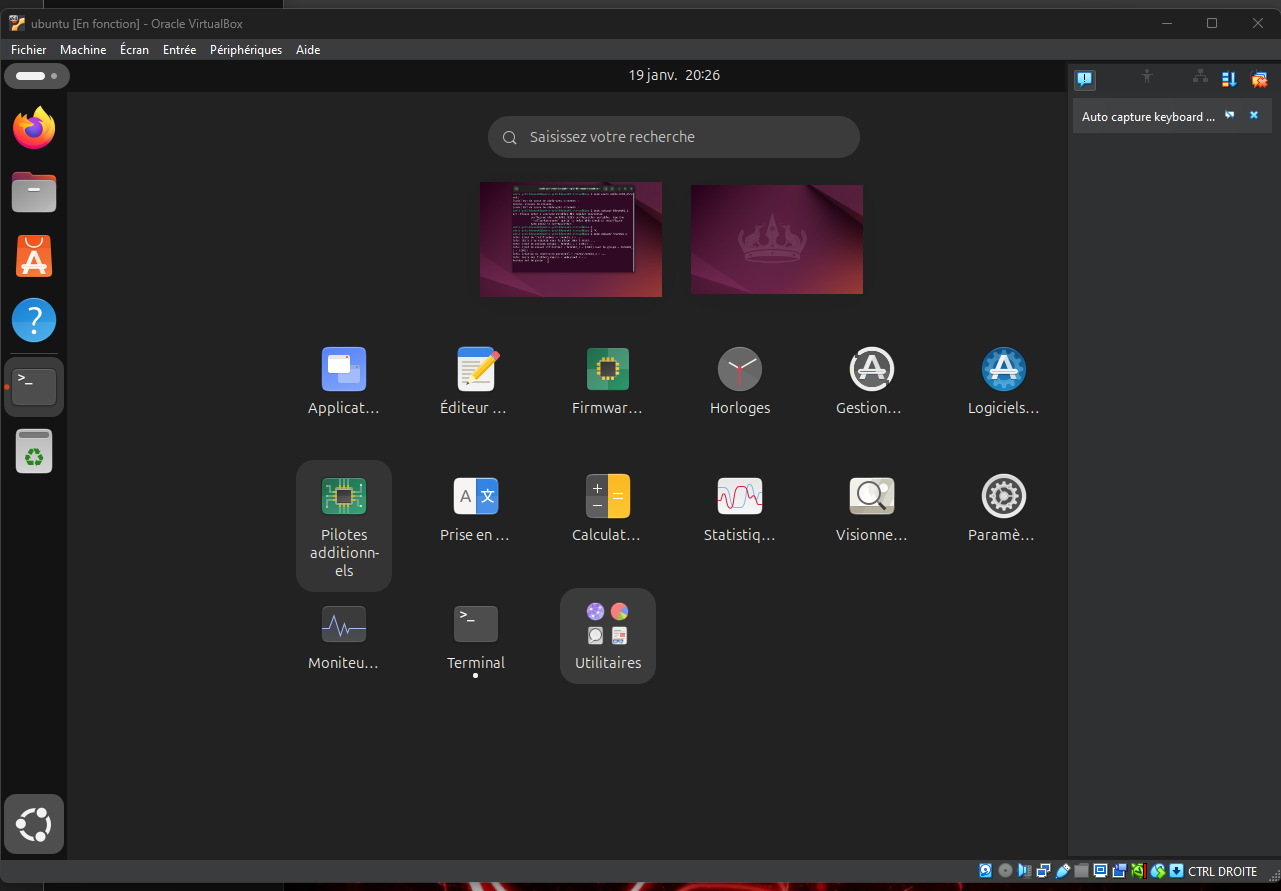 ubuntu [En fonction] - Oracle VirtualBox
Fichier Machine Écran Entrée Périphériques Aide
19 janv. 20:26
Auto capture keyboard ...
Saisissez votre recherche
Applicat...
Éditeur ...
Firmwar...
Horloges
Gestion...
Logiciels...
Pilotes
additionn-
els
Prise en ...
Calculat...
Statistiq...
Visionne...
Paramè...
Moniteu...
Terminal
Utilitaires
CTRL DROITE